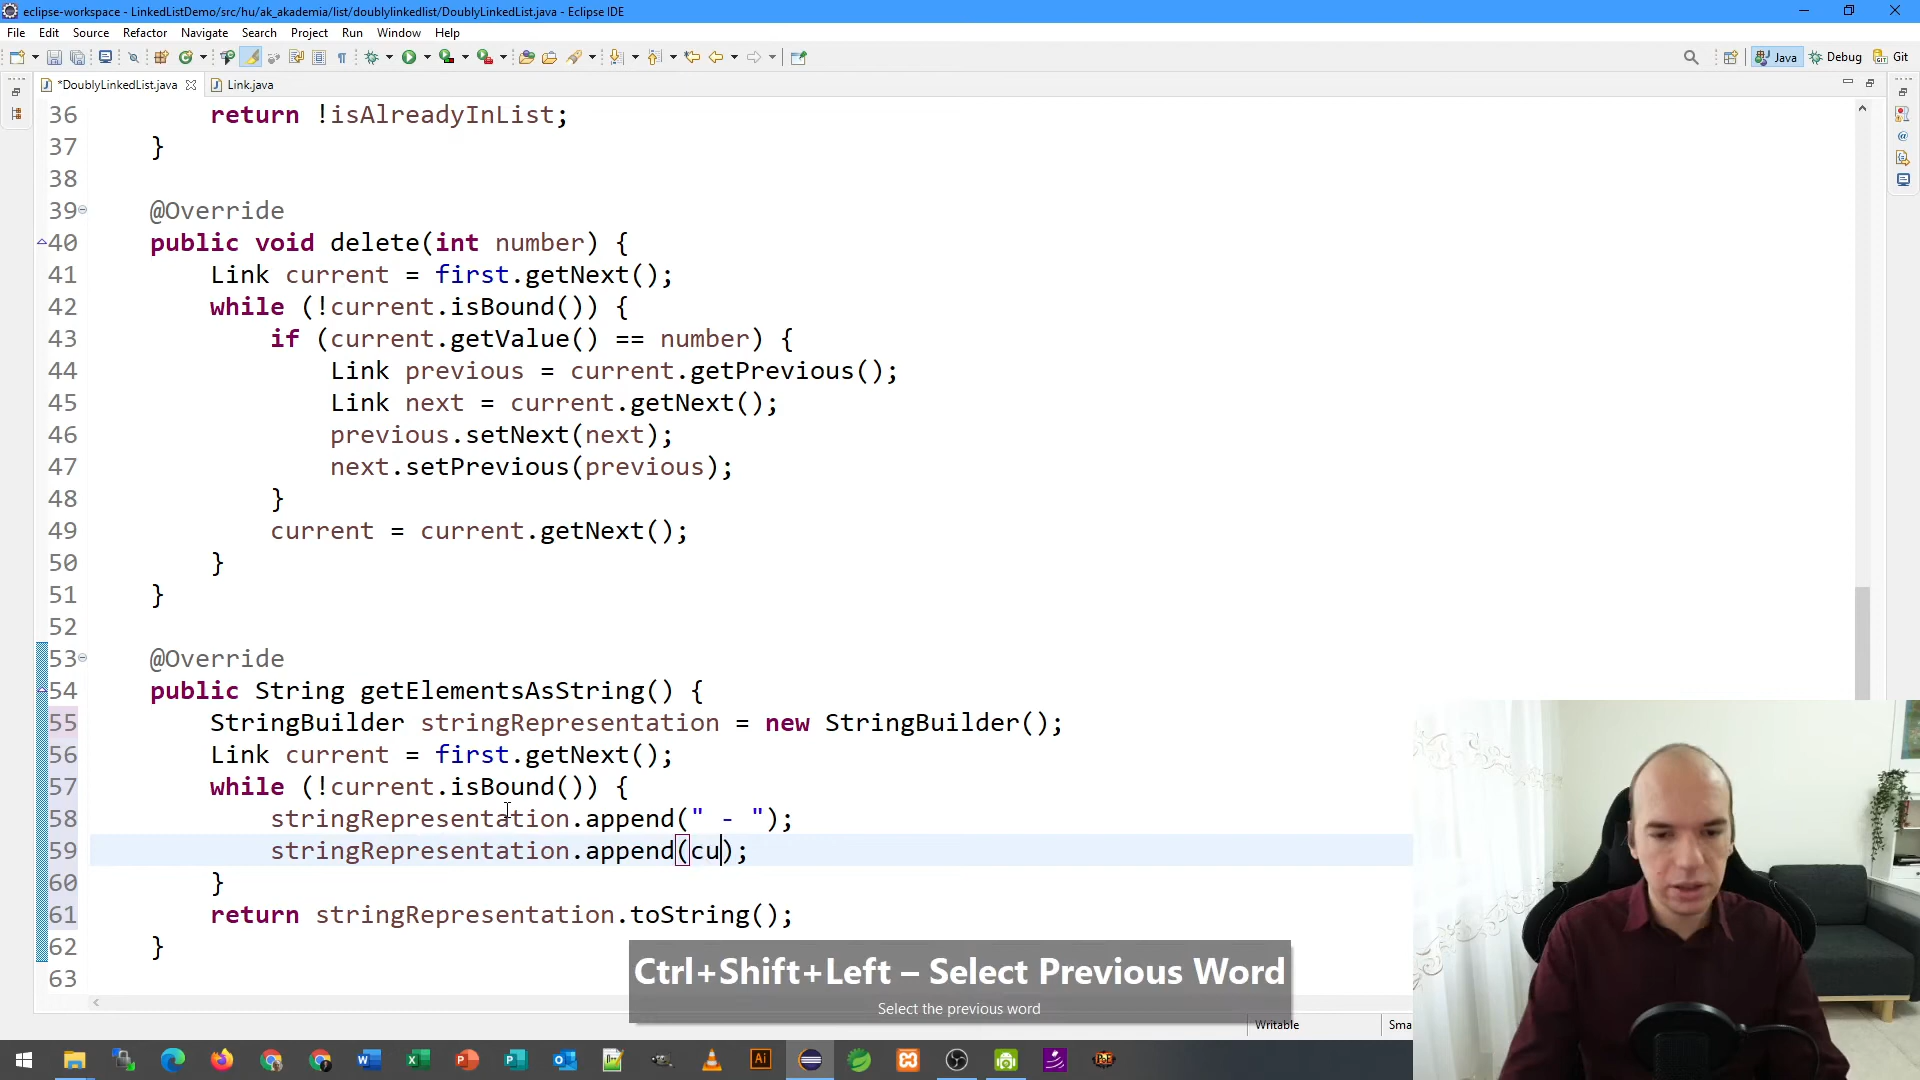 eclipse-workspace - LinkedListDemo/src/hu/ak_akademia/list/doublylinkedlist/DoublyLinkedList.java - Eclipse IDE
File Edit Source Refactor Navigate Search Project Run Window Help
Java Debug Git
*DoublyLinkedList.java Link.java
36 return !isAlreadyInList;
37 }
38
39 @Override
40 public void delete(int number) {
41 Link current = first.getNext();
42 while (!current.isBound()) {
43 if (current.getValue() == number) {
44 Link previous = current.getPrevious();
45 Link next = current.getNext();
46 previous.setNext(next);
47 next.setPrevious(previous);
48 }
49 current = current.getNext();
50 }
51 }
52
53 @Override
54 public String getElementsAsString() {
55 StringBuilder stringRepresentation = new StringBuilder();
56 Link current = first.getNext();
57 while (!current.isBound()) {
58 stringRepresentation.append(" - ");
59 stringRepresentation.append(cu);
60 }
61 return stringRepresentation.toString();
62 }
63
Ctrl+Shift+Left – Select Previous Word
Select the previous word
Writable Sma